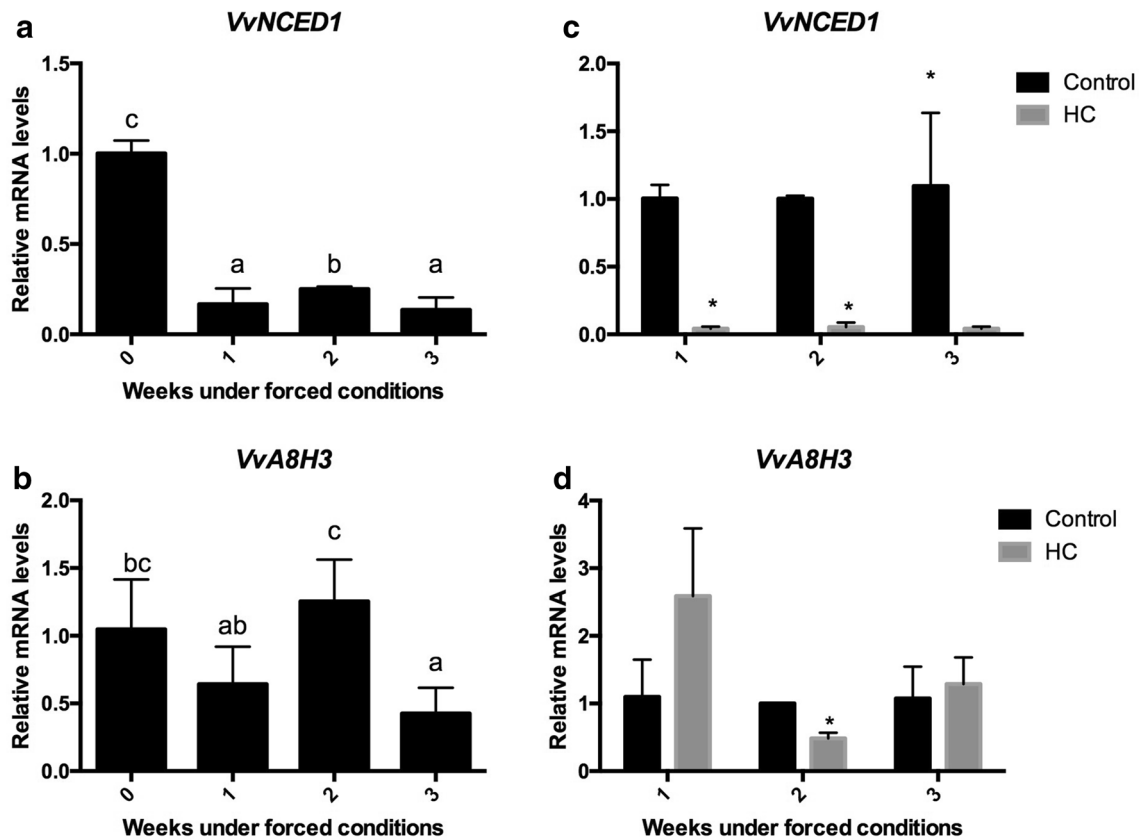 a
VvNCED1
Relative mRNA levels
1.5
1.0
0.5
0.0
c
a
b
a
0
1
2
3
Weeks under forced conditions
c
VvNCED1
2.0
1.5
1.0
0.5
0.0
*
*
*
1
2
3
Control
HC
b
VvA8H3
Relative mRNA levels
2.0
1.5
1.0
0.5
0.0
bc
ab
c
a
0
1
2
3
Weeks under forced conditions
d
VvA8H3
Relative mRNA levels
4
3
2
1
0
*
1
2
3
Weeks under forced conditions
Control
HC